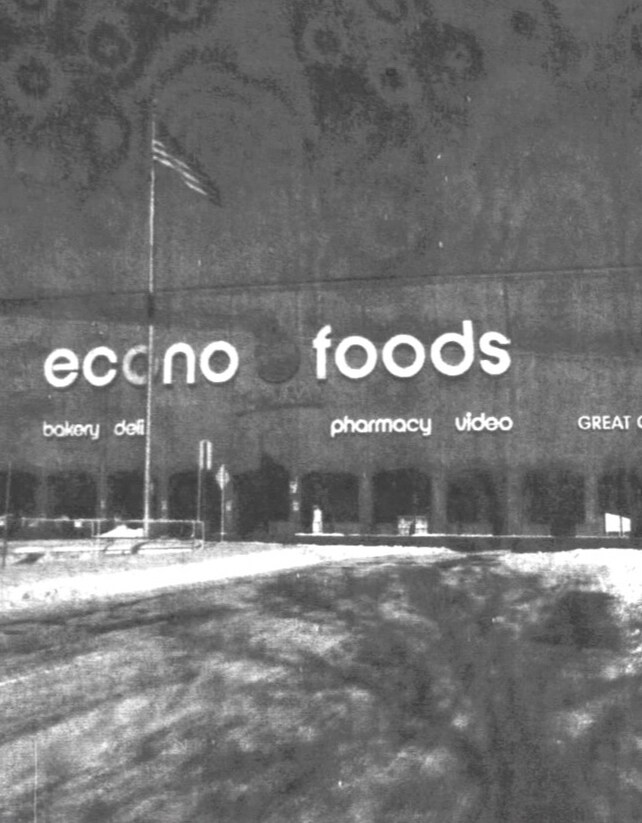 econo foods
bakery deli pharmacy video GREAT